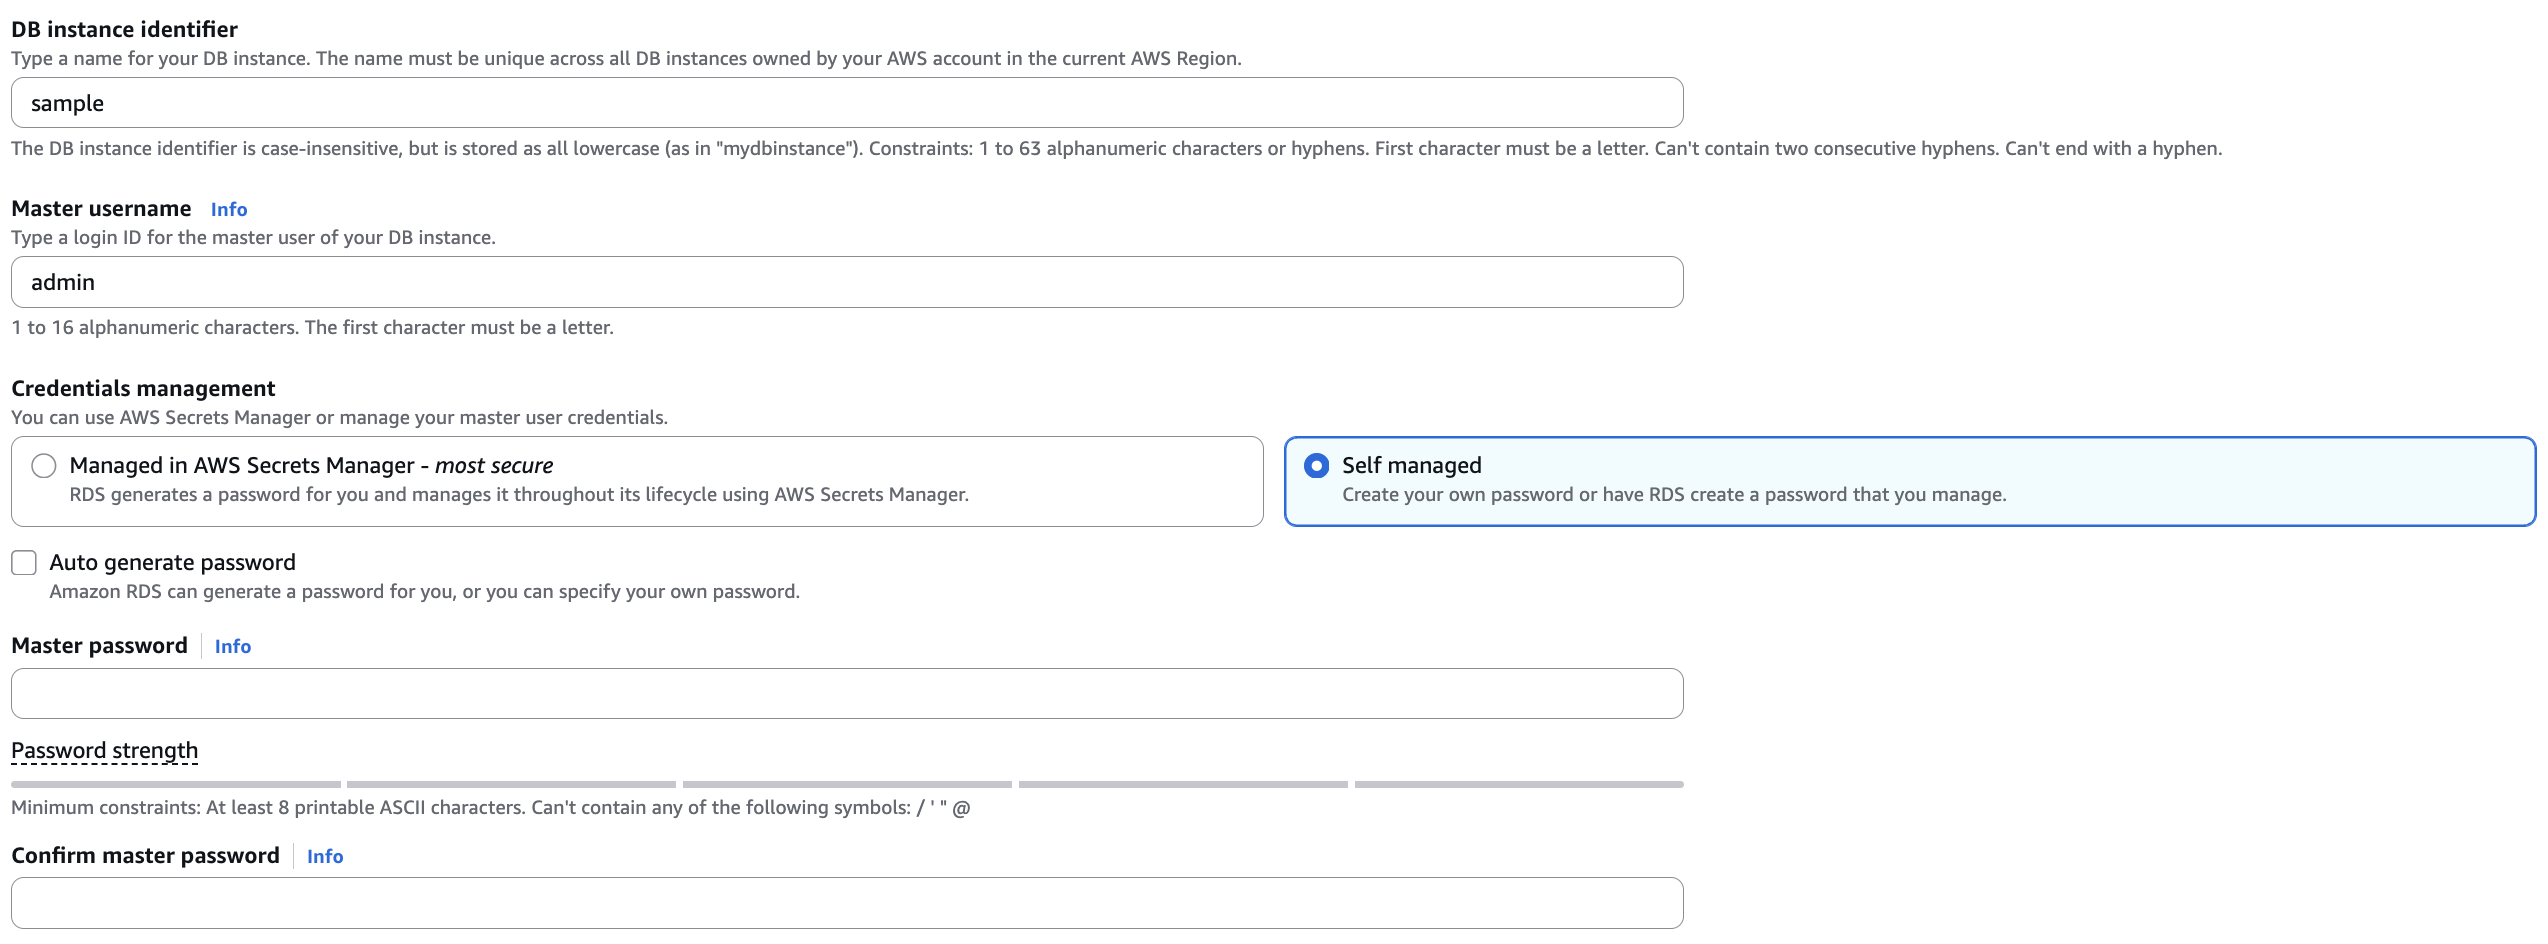 DB instance identifier
Type a name for your DB instance. The name must be unique across all DB instances owned by your AWS account in the current AWS Region.
sample
The DB instance identifier is case-insensitive, but is stored as all lowercase (as in "mydbinstance"). Constraints: 1 to 63 alphanumeric characters or hyphens. First character must be a letter. Can't contain two consecutive hyphens. Can't end with a hyphen.
Master username Info
Type a login ID for the master user of your DB instance.
admin
1 to 16 alphanumeric characters. The first character must be a letter.
Credentials management
You can use AWS Secrets Manager or manage your master user credentials.
Managed in AWS Secrets Manager - most secure
RDS generates a password for you and manages it throughout its lifecycle using AWS Secrets Manager.
Self managed
Create your own password or have RDS create a password that you manage.
Auto generate password
Amazon RDS can generate a password for you, or you can specify your own password.
Master password Info
Password strength
Minimum constraints: At least 8 printable ASCII characters. Can't contain any of the following symbols: / ' " @
Confirm master password Info